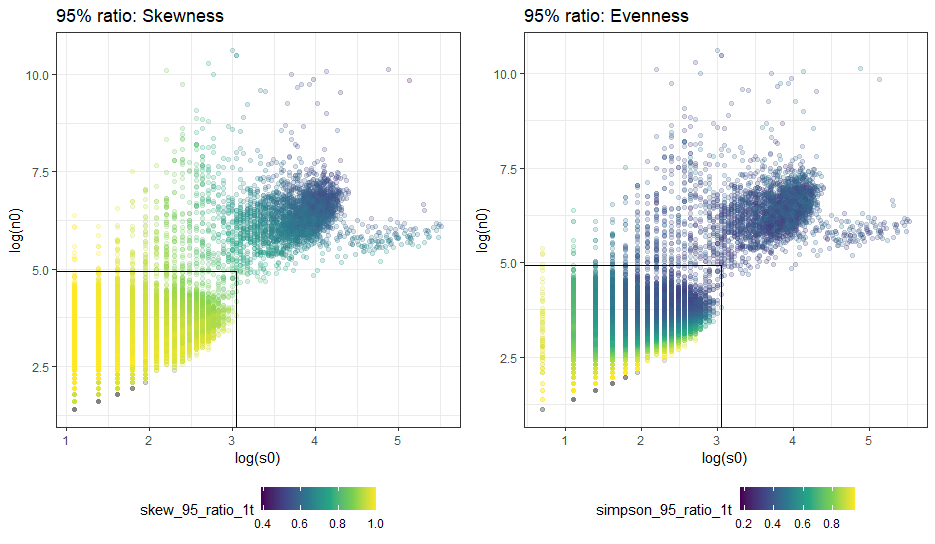 95% ratio: Skewness
10.0
7.5
5.0
2.5
log(n0)
1 2 3 4 5
log(s0)
skew_95_ratio_1t
0.4 0.6 0.8 1.0
95% ratio: Evenness
10.0
7.5
5.0
2.5
log(n0)
1 2 3 4 5
log(s0)
simpson_95_ratio_1t
0.2 0.4 0.6 0.8